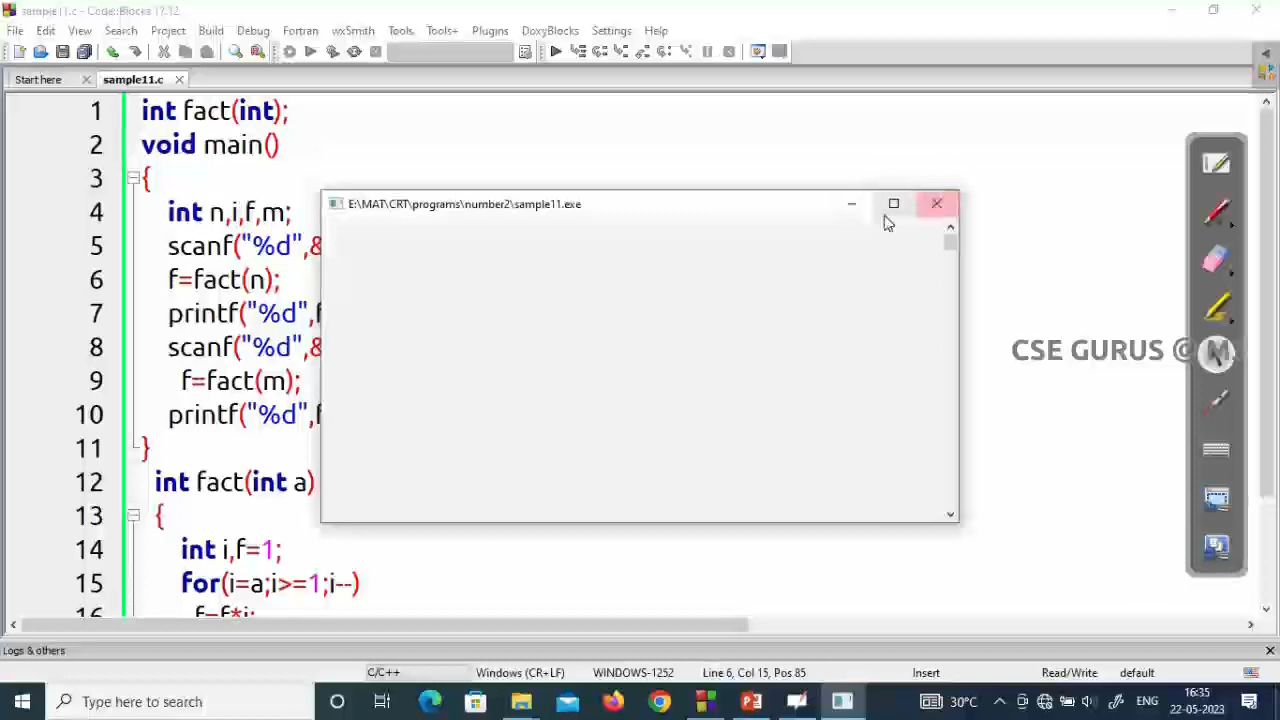 sample11.c - Code::Blocks 17.12
File Edit View Search Project Build Debug Fortran wxSmith Tools Tools+ Plugins DoxyBlocks Settings Help
Start here sample11.c
1 int fact(int);
2 void main()
3 {
4 int n,i,f,m;
5 scanf("%d",&
6 f=fact(n);
7 printf("%d",f
8 scanf("%d",&
9 f=fact(m);
10 printf("%d",f
11 }
12 int fact(int a)
13 {
14 int i,f=1;
15 for(i=a;i>=1;i--)
16 f=f*i;
E:\MAT\CRT\programs\number2\sample11.exe
CSE GURUS @
Logs & others
C/C++ Windows (CR+LF) WINDOWS-1252 Line 6, Col 15, Pos 85 Insert Read/Write default
Type here to search 30°C ENG 16:35
22-05-2023